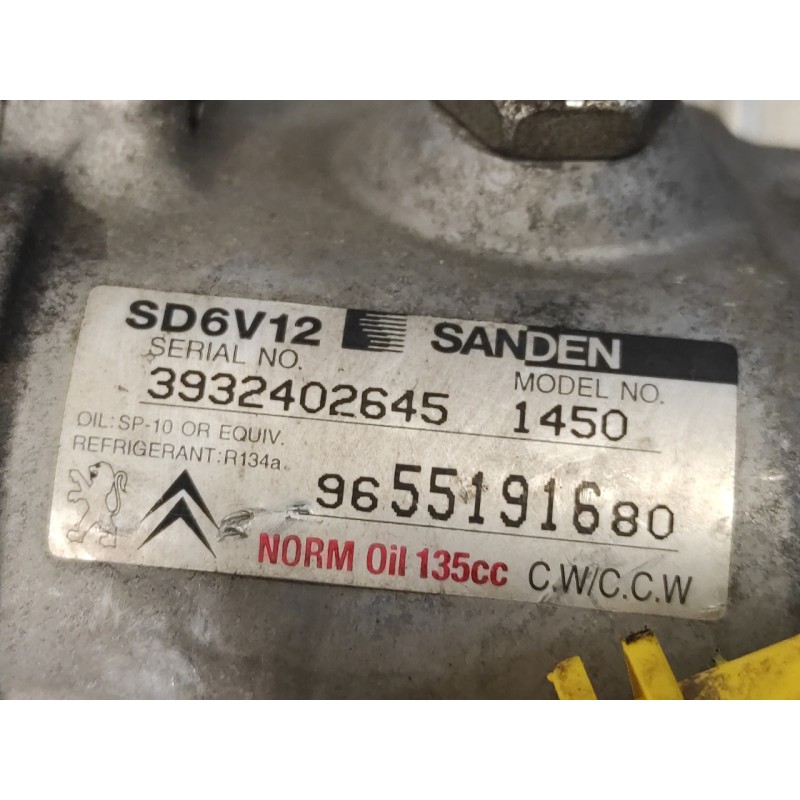 SD6V12 SANDEN
SERIAL NO. MODEL NO.
3932402645 1450
OIL: SP-10 OR EQUIV.
REFRIGERANT: R134a
9655191680
NORM Oil 135cc C.W/C.C.W